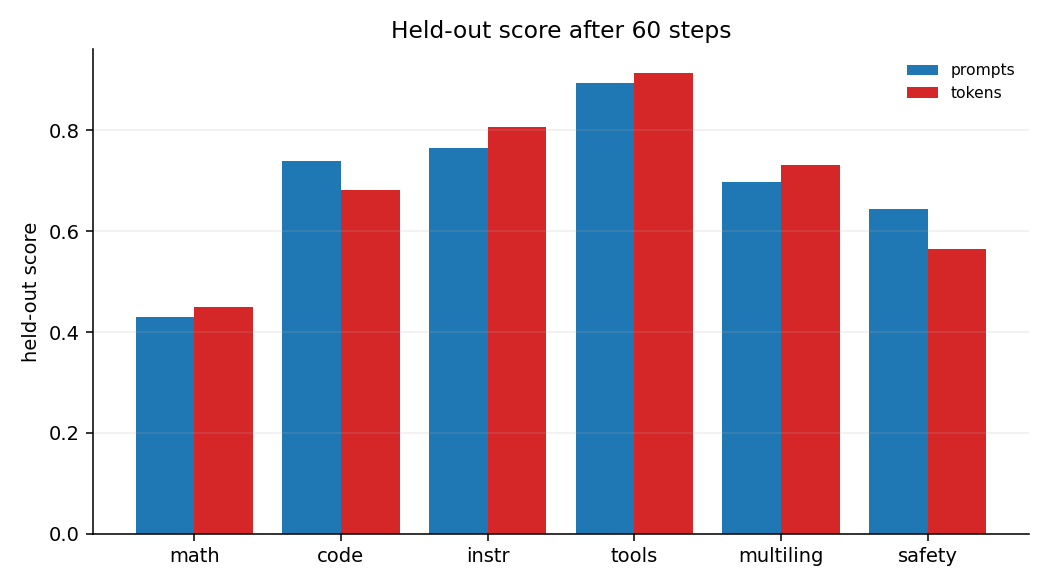 Held-out score after 60 steps
prompts
tokens
held-out score
0.8
0.6
0.4
0.2
0.0
math code instr tools multiling safety